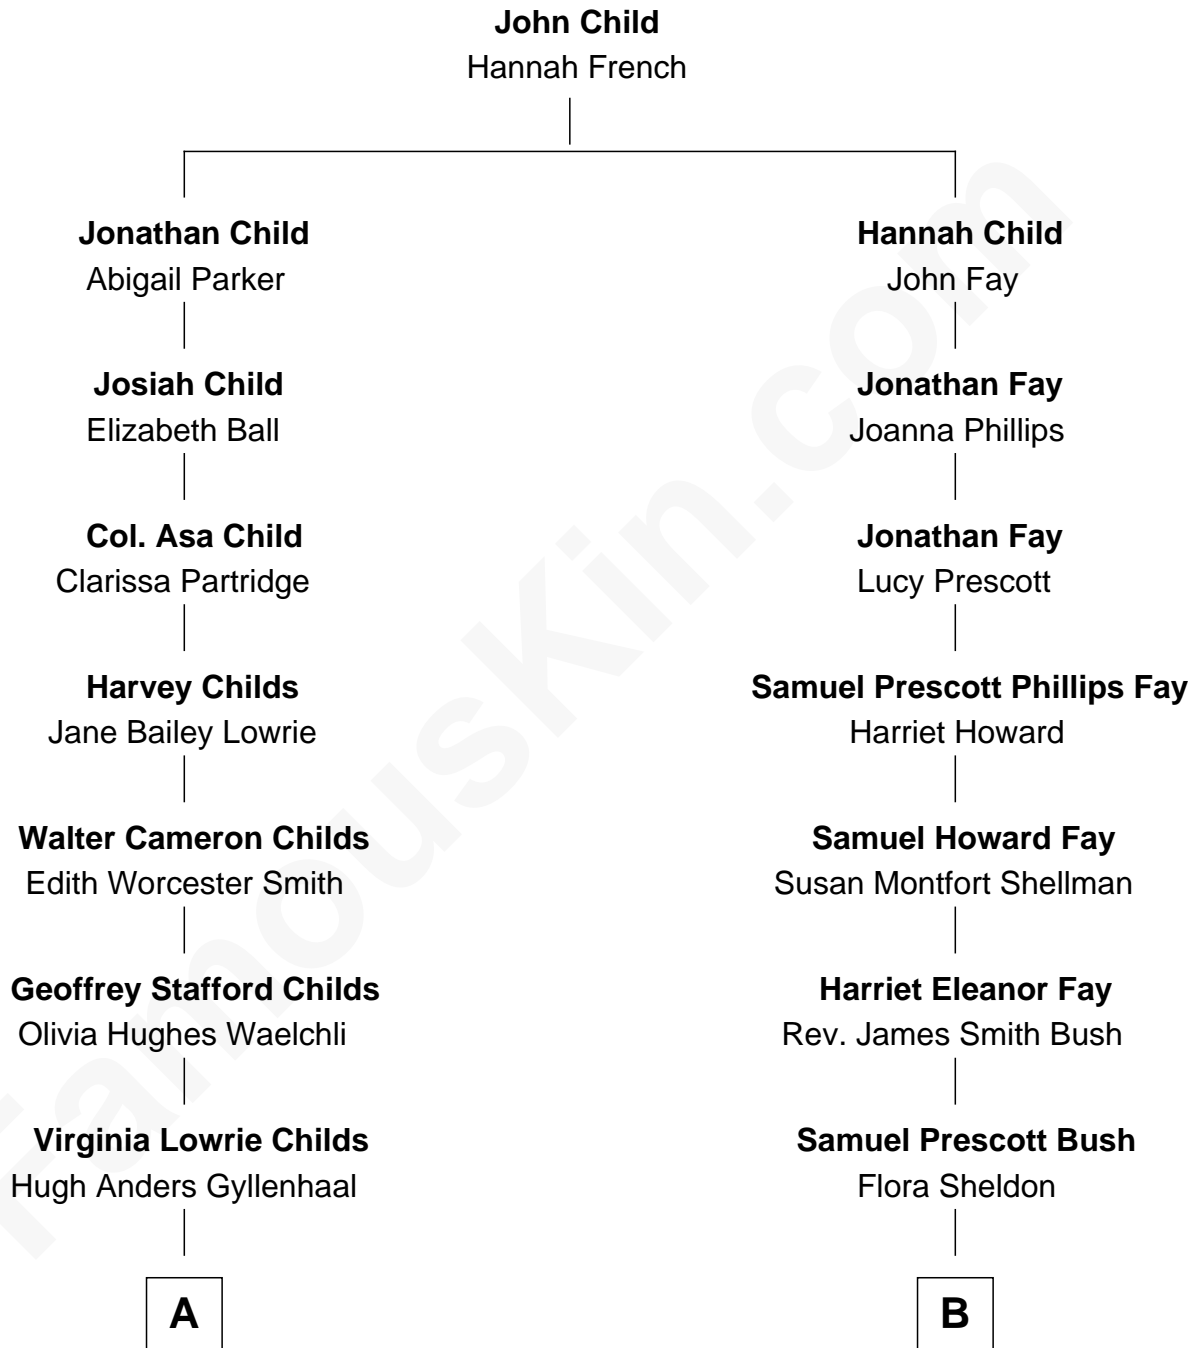 John Child
Hannah French
Jonathan Child
Abigail Parker
Hannah Child
John Fay
Josiah Child
Elizabeth Ball
Jonathan Fay
Joanna Phillips
Col. Asa Child
Clarissa Partridge
Jonathan Fay
Lucy Prescott
Harvey Childs
Jane Bailey Lowrie
Samuel Prescott Phillips Fay
Harriet Howard
Walter Cameron Childs
Edith Worcester Smith
Samuel Howard Fay
Susan Montfort Shellman
Geoffrey Stafford Childs
Olivia Hughes Waelchli
Harriet Eleanor Fay
Rev. James Smith Bush
Virginia Lowrie Childs
Hugh Anders Gyllenhaal
Samuel Prescott Bush
Flora Sheldon
A
B
FamousKin.com